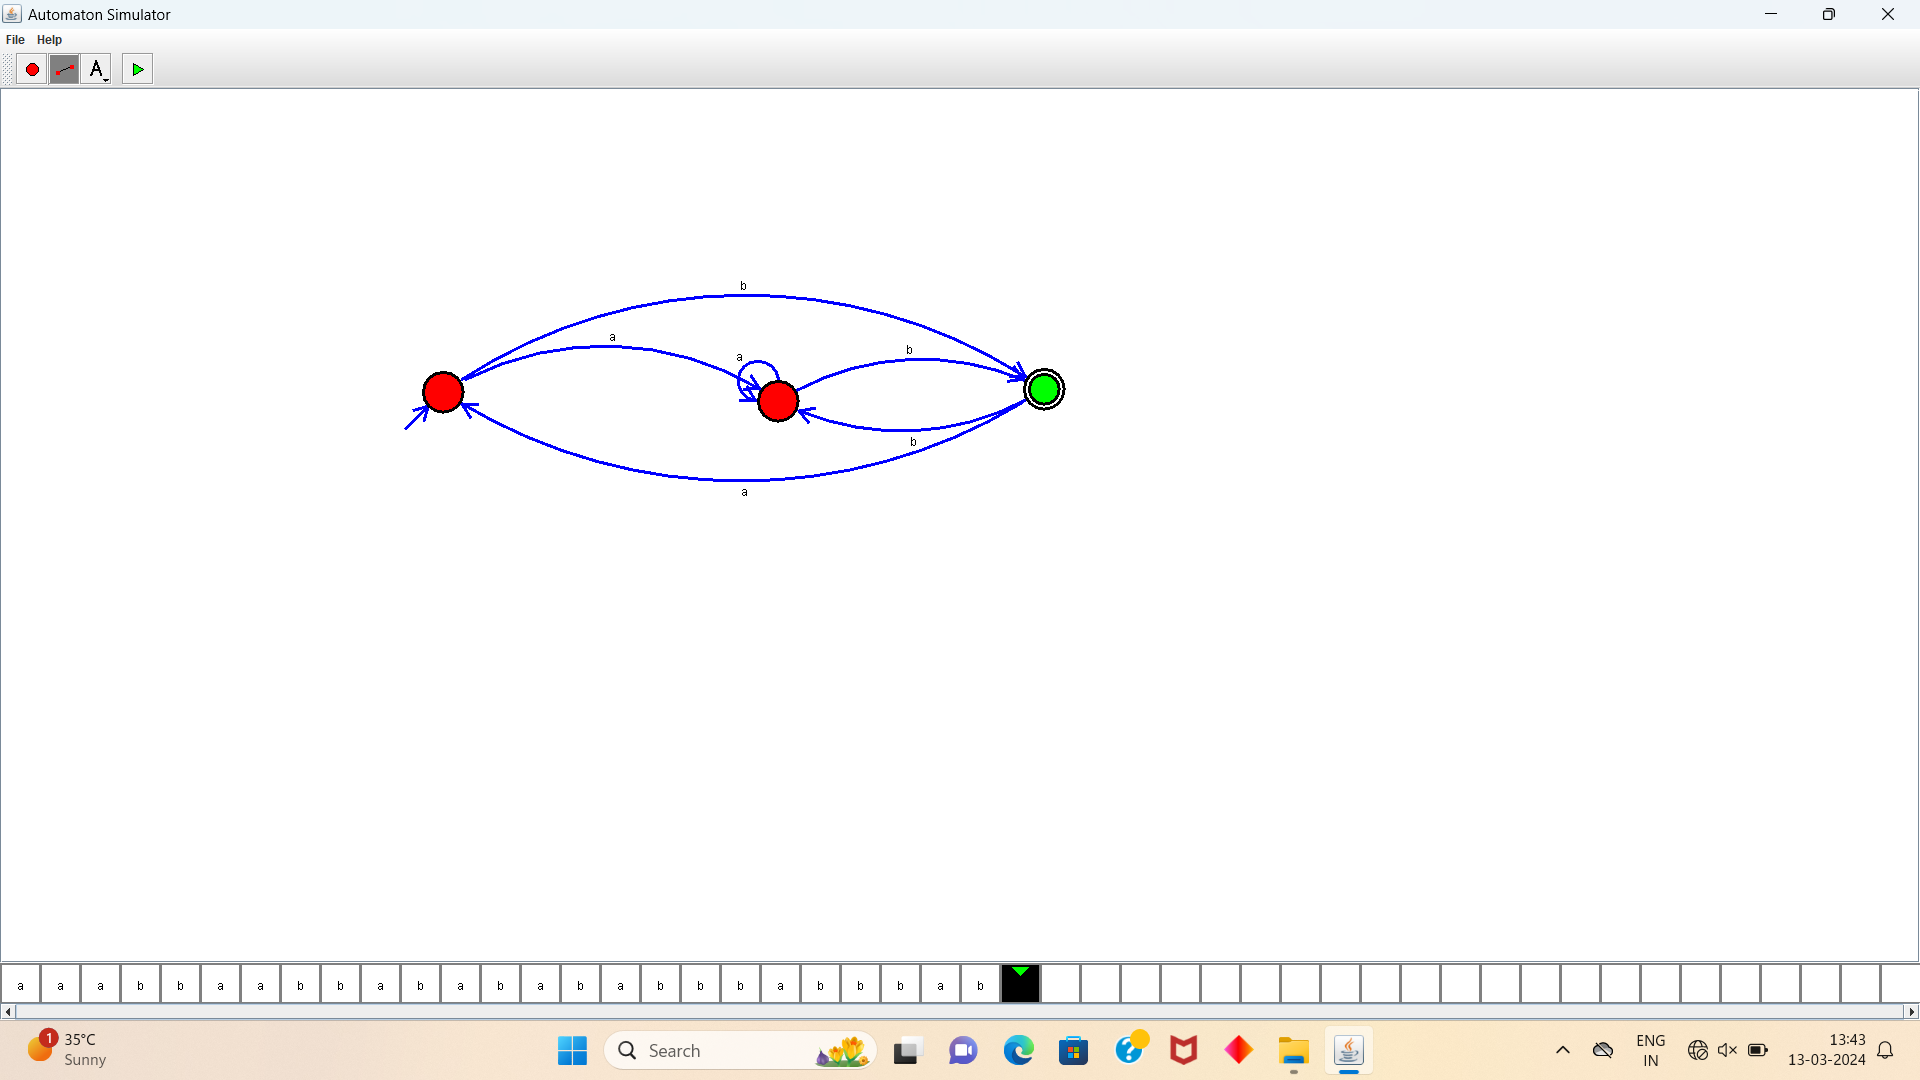 Automaton Simulator
File Help
A
b
a
a
b
b
a
a a a b b a a b b a b a b a b a b b b a b b b a b
1 35°C
Sunny
Search
ENG
IN
13:43
13-03-2024